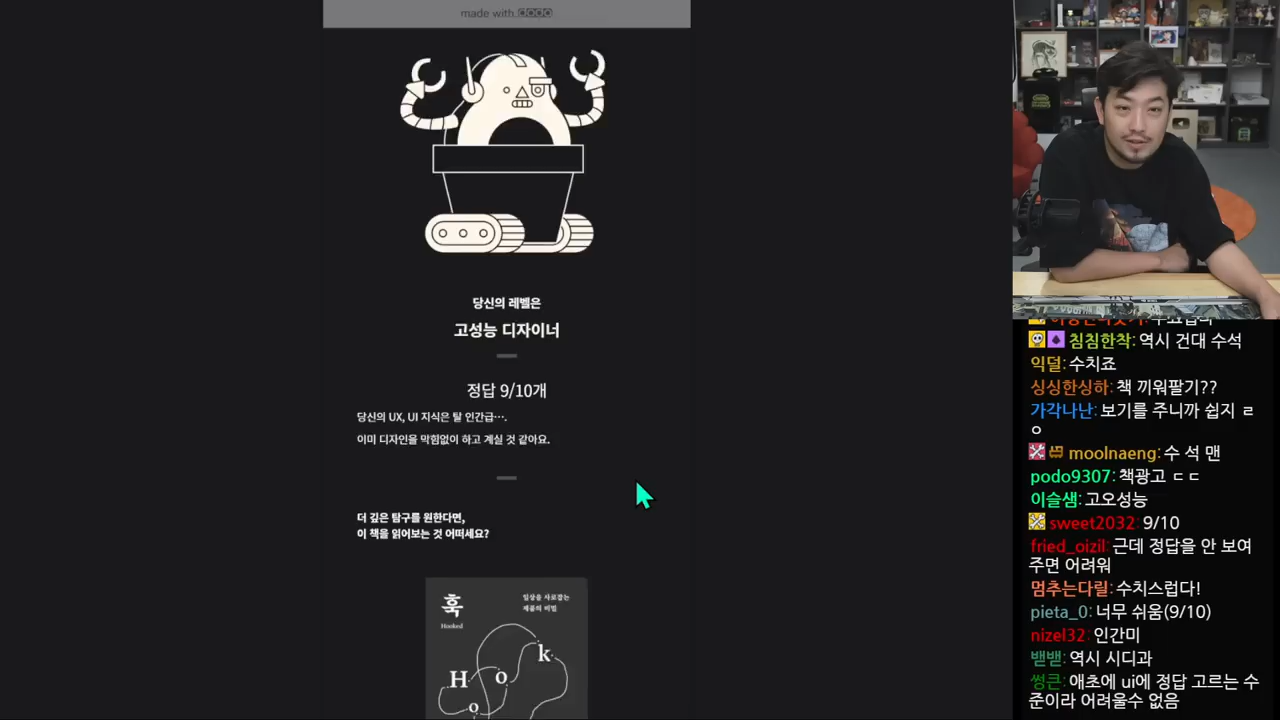 made with
당신의 레벨은
고성능 디자이너
정답 9/10개
당신의 UX, UI 지식은 탈 인간급….
이미 디자인을 막힘없이 하고 계실 것 같아요.
더 깊은 탐구를 원한다면,
이 책을 읽어보는 것 어떠세요?
훅
Hooked
일상을 사로잡는
제품의 비밀
H
o
k
o
침침한착: 역시 건대 수석
익덜: 수치죠
싱싱한싱하: 책 끼워팔기??
가각나난: 보기를 주니까 쉽지 ㄹ
ㅇ
moolnaeng: 수 석 맨
podo9307: 책광고 ㄷㄷ
이슬샘: 고오성능
sweet2032: 9/10
fried_oizil: 근데 정답을 안 보여
주면 어려워
멈추는다릴: 수치스럽다!
pieta_0: 너무 쉬움(9/10)
nizel32: 인간미
뱉뱉: 역시 시디과
썽큰: 애초에 ui에 정답 고르는 수
준이라 어려울수 없음